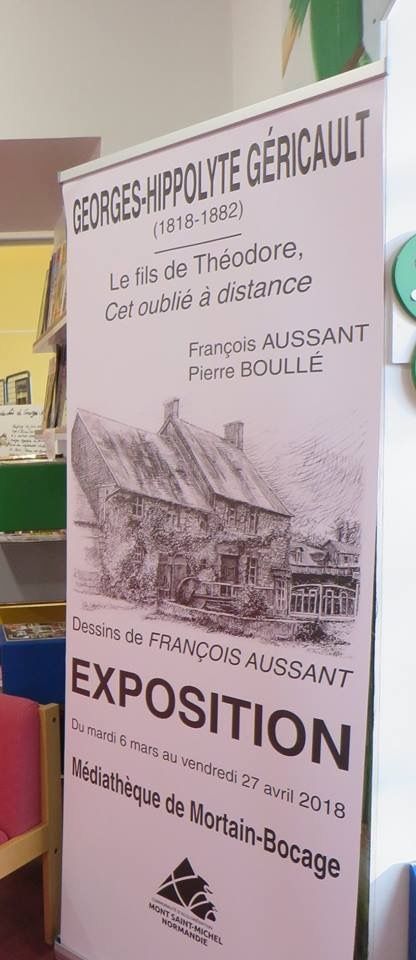 GEORGES-HIPPOLYTE GÉRICAULT
(1818-1882)
Le fils de Théodore,
Cet oublié à distance
François AUSSANT
Pierre BOULLÉ
Dessins de FRANÇOIS AUSSANT
EXPOSITION
Du mardi 6 mars au vendredi 27 avril 2018
Médiathèque de Mortain-Bocage
COMMUNAUTÉ D'AGGLOMÉRATION
MONT SAINT-MICHEL
NORMANDIE